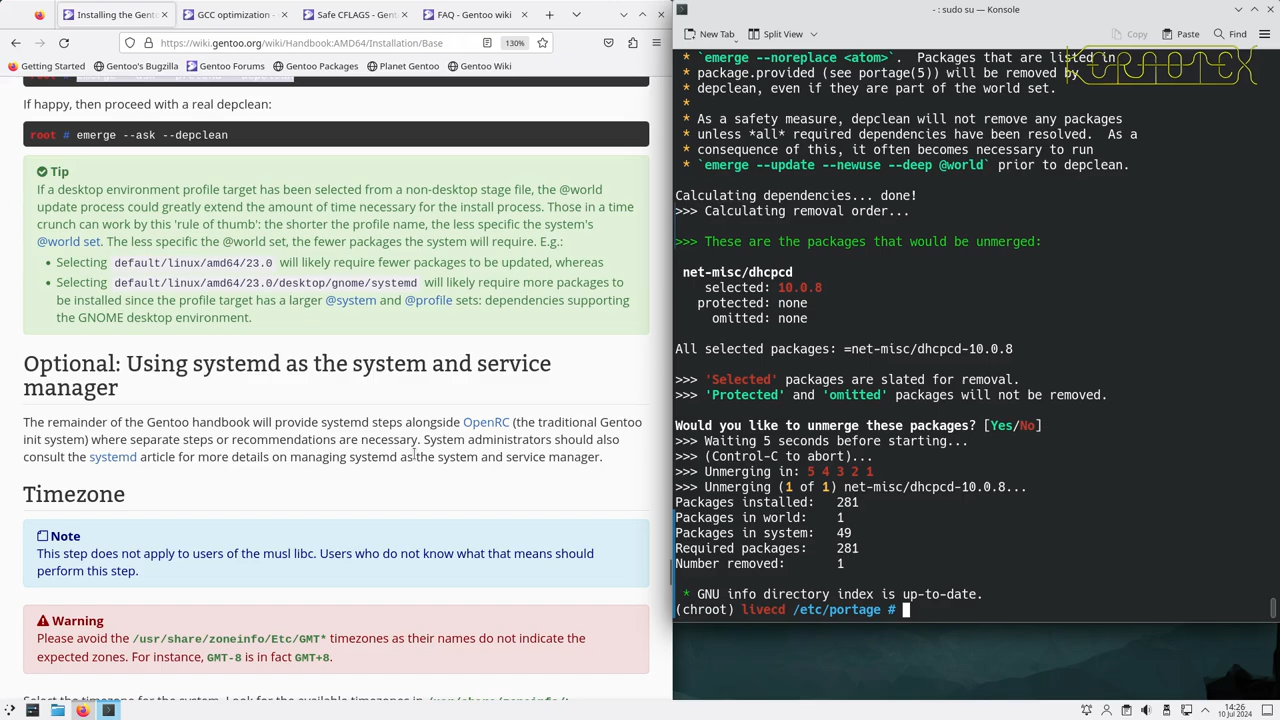 Installing the Gento
GCC optimization -
Safe CFLAGS - Gent
FAQ - Gentoo wiki
https://wiki.gentoo.org/wiki/Handbook:AMD64/Installation/Base
130%
Getting Started
Gentoo's Bugzilla
Gentoo Forums
Gentoo Packages
Planet Gentoo
Gentoo Wiki
If happy, then proceed with a real depclean:
root # emerge --ask --depclean
Tip
If a desktop environment profile target has been selected from a non-desktop stage file, the @world
update process could greatly extend the amount of time necessary for the install process. Those in a time
crunch can work by this 'rule of thumb': the shorter the profile name, the less specific the system's
@world set. The less specific the @world set, the fewer packages the system will require. E.g.:
• Selecting default/linux/amd64/23.0 will likely require fewer packages to be updated, whereas
• Selecting default/linux/amd64/23.0/desktop/gnome/systemd will likely require more packages to
be installed since the profile target has a larger @system and @profile sets: dependencies supporting
the GNOME desktop environment.
Optional: Using systemd as the system and service
manager
The remainder of the Gentoo handbook will provide systemd steps alongside OpenRC (the traditional Gentoo
init system) where separate steps or recommendations are necessary. System administrators should also
consult the systemd article for more details on managing systemd as the system and service manager.
Timezone
Note
This step does not apply to users of the musl libc. Users who do not know what that means should
perform this step.
Warning
Please avoid the /usr/share/zoneinfo/Etc/GMT* timezones as their names do not indicate the
expected zones. For instance, GMT-8 is in fact GMT+8.
Select the timezone for the system. Look for the available timezones in /usr/share/zoneinfo/:
- : sudo su — Konsole
New Tab
Split View
Copy
Paste
Find
* `emerge --noreplace <atom>`.  Packages that are listed in
* package.provided (see portage(5)) will be removed by
* depclean, even if they are part of the world set.
*
* As a safety measure, depclean will not remove any packages
* unless *all* required dependencies have been resolved.  As a
* consequence of this, it often becomes necessary to run
* `emerge --update --newuse --deep @world` prior to depclean.
Calculating dependencies... done!
>>> Calculating removal order...
>>> These are the packages that would be unmerged:
net-misc/dhcpcd
selected: 10.0.8
protected: none
omitted: none
All selected packages: =net-misc/dhcpcd-10.0.8
>>> 'Selected' packages are slated for removal.
>>> 'Protected' and 'omitted' packages will not be removed.
Would you like to unmerge these packages? [Yes/No]
>>> Waiting 5 seconds before starting...
>>> (Control-C to abort)...
>>> Unmerging in: 5 4 3 2 1
>>> Unmerging (1 of 1) net-misc/dhcpcd-10.0.8...
Packages installed:   281
Packages in world:    1
Packages in system:   49
Required packages:    281
Number removed:       1
* GNU info directory index is up-to-date.
(chroot) livecd /etc/portage #
14:26
10 Jul 2024